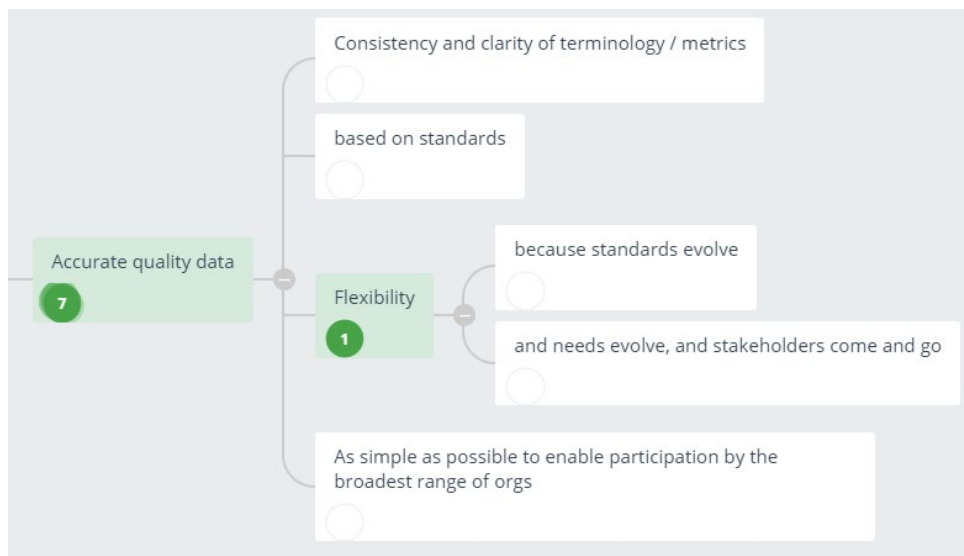 Consistency and clarity of terminology / metrics
based on standards
Accurate quality data
7
Flexibility
1
because standards evolve
and needs evolve, and stakeholders come and go
As simple as possible to enable participation by the
broadest range of orgs